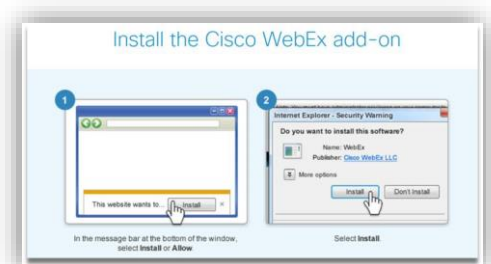 Install the Cisco WebEx add-on
1
This website wants to...
Install
×
In the message bar at the bottom of the window,
select Install or Allow.
2
Internet Explorer - Security Warning
Do you want to install this software?
Name: WebEx
Publisher: Cisco WebEx LLC
More options
Install
Don't Install
Select Install.